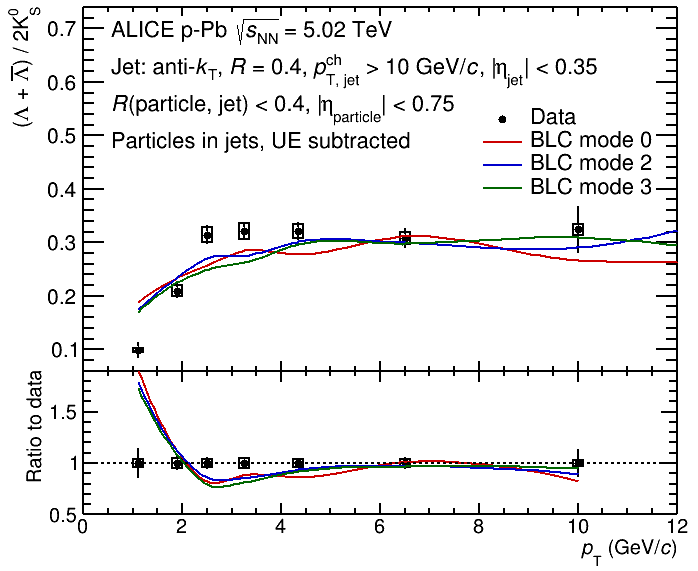 (Λ + Λ̅) / 2K⁰_S
ALICE p-Pb √s_NN = 5.02 TeV
Jet: anti-k_T, R = 0.4, p^ch_T, jet > 10 GeV/c, |η_jet| < 0.35
R(particle, jet) < 0.4, |η_particle| < 0.75
Particles in jets, UE subtracted
Data
BLC mode 0
BLC mode 2
BLC mode 3
0.7
0.6
0.5
0.4
0.3
0.2
0.1
Ratio to data
1.5
1
0.5
0 2 4 6 8 10 12
p_T (GeV/c)